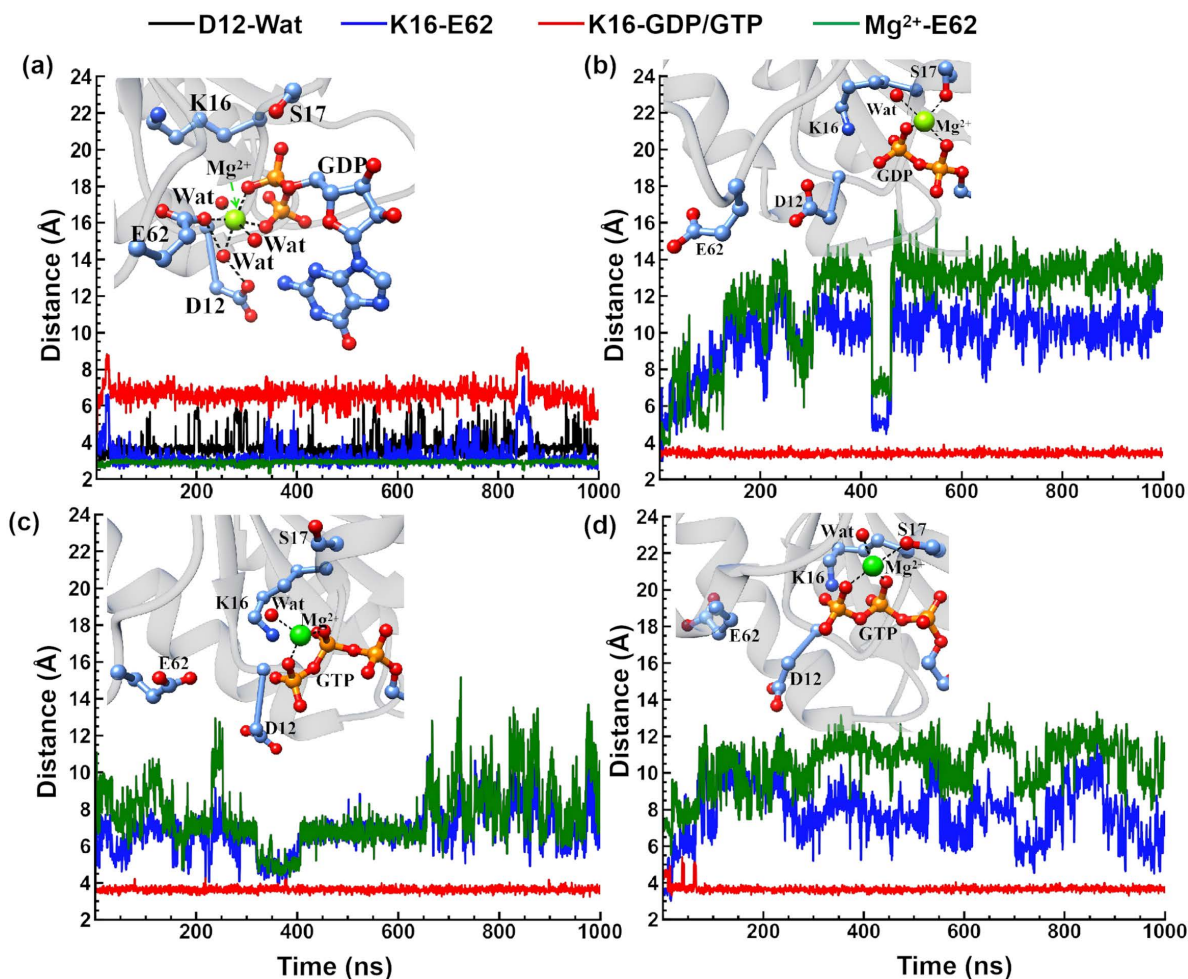 D12-Wat K16-E62 K16-GDP/GTP Mg²⁺-E62
(a)
24
22
20
18
16
14
12
10
8
6
4
2
Distance (Å)
K16
S17
Mg²⁺
GDP
Wat
E62
Wat
Wat
D12
200 400 600 800 1000
(b)
24
22
20
18
16
14
12
10
8
6
4
2
Distance (Å)
S17
Wat
K16
Mg²⁺
GDP
D12
E62
200 400 600 800 1000
(c)
24
22
20
18
16
14
12
10
8
6
4
2
Distance (Å)
S17
K16
Wat
Mg²⁺
E62
GTP
D12
200 400 600 800 1000
Time (ns)
(d)
24
22
20
18
16
14
12
10
8
6
4
2
Distance (Å)
Wat
S17
K16
Mg²⁺
E62
GTP
D12
200 400 600 800 1000
Time (ns)